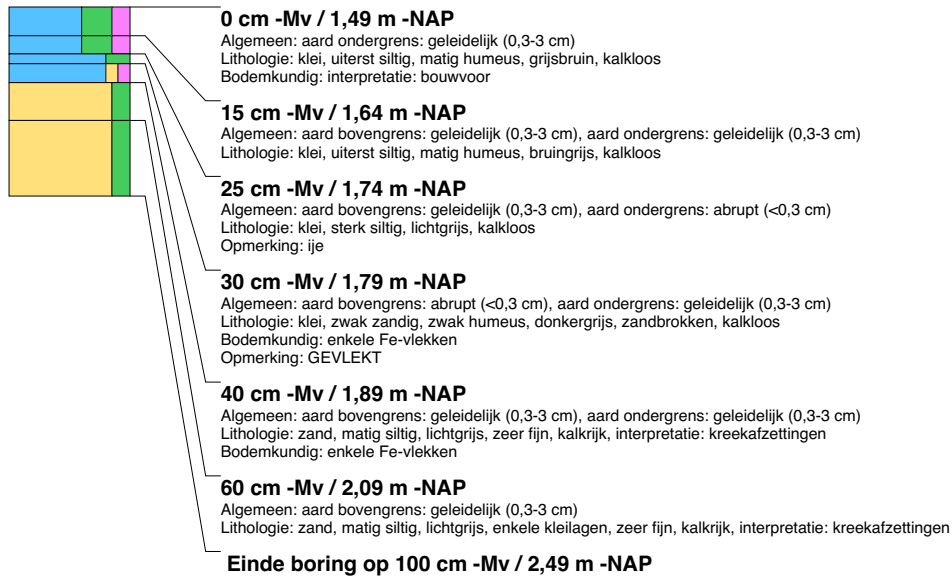 0 cm -Mv / 1,49 m -NAP
Algemeen: aard ondergrens: geleidelijk (0,3-3 cm)
Lithologie: klei, uiterst siltig, matig humeus, grijsbruin, kalkloos
Bodemkundig: interpretatie: bouwvoor
15 cm -Mv / 1,64 m -NAP
Algemeen: aard bovengrens: geleidelijk (0,3-3 cm), aard ondergrens: geleidelijk (0,3-3 cm)
Lithologie: klei, uiterst siltig, matig humeus, bruingrijs, kalkloos
25 cm -Mv / 1,74 m -NAP
Algemeen: aard bovengrens: geleidelijk (0,3-3 cm), aard ondergrens: abrupt (<0,3 cm)
Lithologie: klei, sterk siltig, lichtgrijs, kalkloos
Opmerking: ije
30 cm -Mv / 1,79 m -NAP
Algemeen: aard bovengrens: abrupt (<0,3 cm), aard ondergrens: geleidelijk (0,3-3 cm)
Lithologie: klei, zwak zandig, zwak humeus, donkergrijs, zandbrokken, kalkloos
Bodemkundig: enkele Fe-vlekken
Opmerking: GEVLEKT
40 cm -Mv / 1,89 m -NAP
Algemeen: aard bovengrens: geleidelijk (0,3-3 cm), aard ondergrens: geleidelijk (0,3-3 cm)
Lithologie: zand, matig siltig, lichtgrijs, zeer fijn, kalkrijk, interpretatie: kreekafzettingen
Bodemkundig: enkele Fe-vlekken
60 cm -Mv / 2,09 m -NAP
Algemeen: aard bovengrens: geleidelijk (0,3-3 cm)
Lithologie: zand, matig siltig, lichtgrijs, enkele kleilagen, zeer fijn, kalkrijk, interpretatie: kreekafzettingen
Einde boring op 100 cm -Mv / 2,49 m -NAP